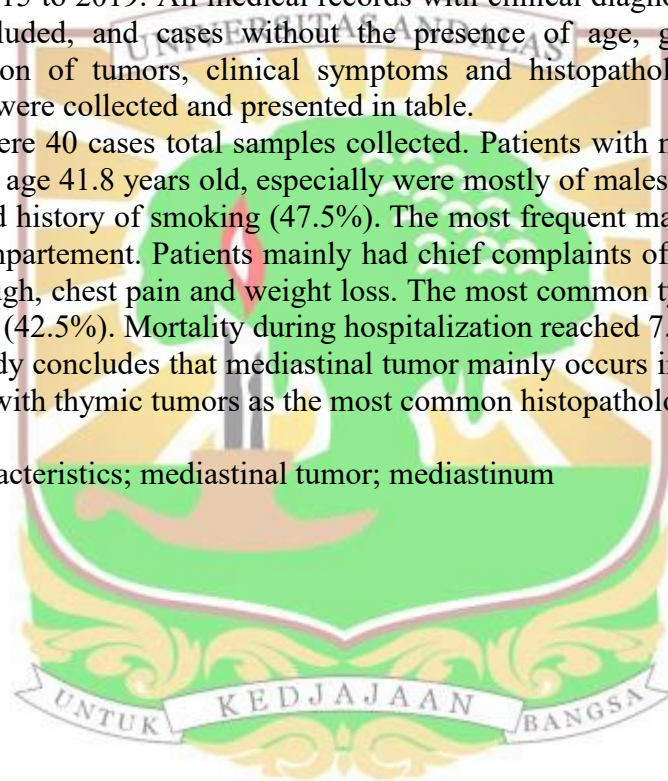 15 to 2019. All medical records with clinical diagno
luded, and cases without the presence of age, g
on of tumors, clinical symptoms and histopathol
were collected and presented in table.
ere 40 cases total samples collected. Patients with m
age 41.8 years old, especially were mostly of males
d history of smoking (47.5%). The most frequent ma
npartement. Patients mainly had chief complaints of
ugh, chest pain and weight loss. The most common ty
(42.5%). Mortality during hospitalization reached 7.
dy concludes that mediastinal tumor mainly occurs i
with thymic tumors as the most common histopatholo
acteristics; mediastinal tumor; mediastinum
UNIVERSITAS ANDALAS
UNTUK KEDJAJAAN BANGSA